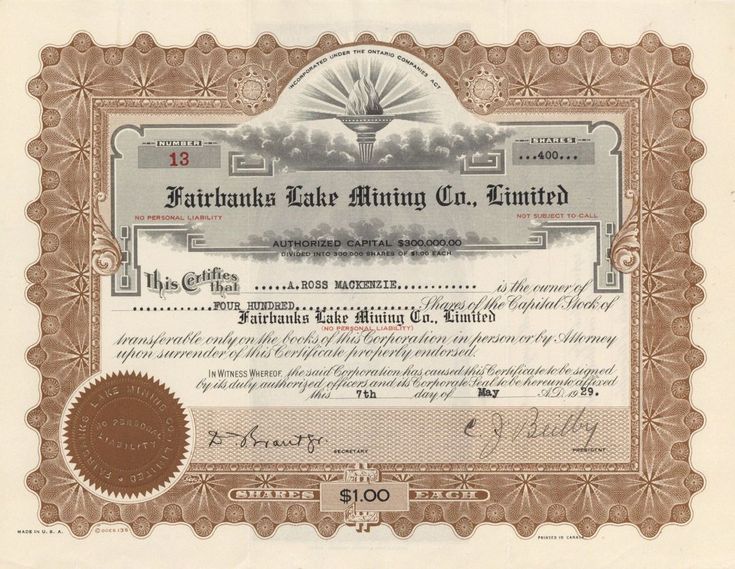 INCORPORATED UNDER THE ONTARIO COMPANIES ACT
NUMBER
13
SHARES
...400...
Fairbanks Lake Mining Co., Limited
NO PERSONAL LIABILITY
NOT SUBJECT TO CALL
AUTHORIZED CAPITAL $300,000.00
DIVIDED INTO 300,000 SHARES OF $1.00 EACH
This Certifies that .....A.ROSS MACKENZIE............ is the owner of
............FOUR HUNDRED.................. Shares of the Capital Stock of
Fairbanks Lake Mining Co., Limited
(NO PERSONAL LIABILITY)
transferable only on the books of this Corporation in person or by Attorney
upon surrender of this Certificate properly endorsed.
IN WITNESS WHEREOF, the said Corporation has caused this Certificate to be signed
by its duly authorized officers and its Corporate Seal to be hereunto affixed
this 7th day of May A.D. 1929.
FAIRBANKS LAKE MINING CO. LIMITED
NO PERSONAL
LIABILITY
SECRETARY
PRESIDENT
SHARES $1.00 EACH
MADE IN U.S.A.
©GOES 135
PRINTED IN CANADA